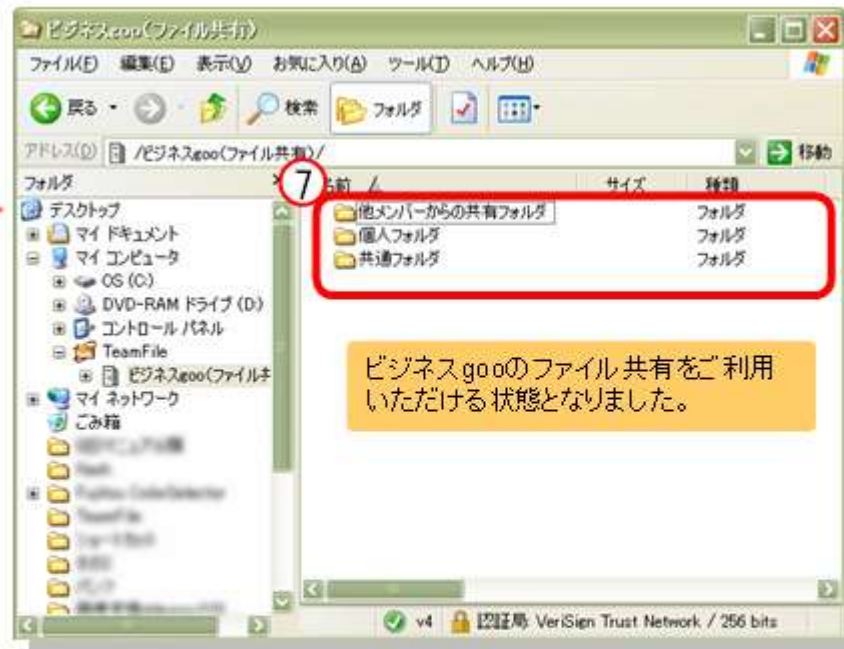 ビジネスgoo(ファイル共有)
ファイル(F) 編集(E) 表示(V) お気に入り(A) ツール(T) ヘルプ(H)
戻る 検索 フォルダ
アドレス(D) /ビジネスgoo(ファイル共有)/ 移動
フォルダ × 7 名前 サイズ 種類
デスクトップ
マイ ドキュメント
マイ コンピュータ
OS (C:)
DVD-RAM ドライブ (D:)
コントロール パネル
TeamFile
ビジネスgoo(ファイルキ
マイ ネットワーク
ごみ箱
他メンバーからの共有フォルダ フォルダ
個人フォルダ フォルダ
共通フォルダ フォルダ
ビジネスgooのファイル共有をご利用
いただける状態となりました。
v4 認証局: VeriSign Trust Network / 256 bits